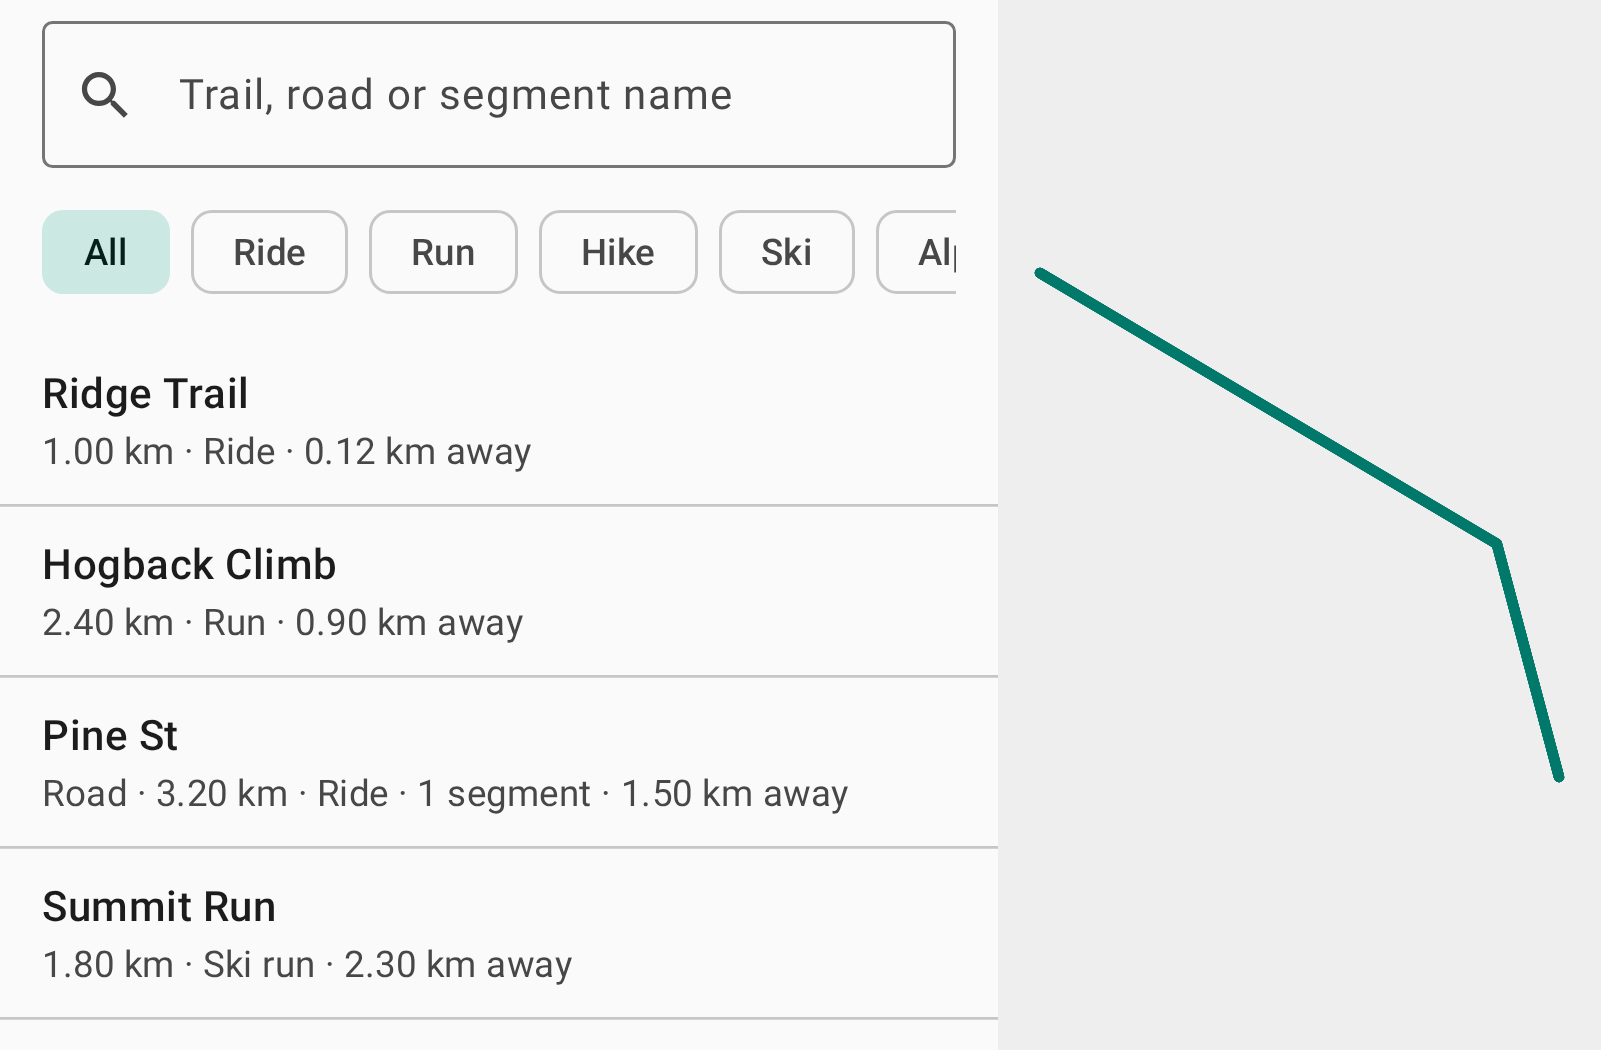 Trail, road or segment name
All Ride Run Hike Ski
Ridge Trail
1.00 km · Ride · 0.12 km away
Hogback Climb
2.40 km · Run · 0.90 km away
Pine St
Road · 3.20 km · Ride · 1 segment · 1.50 km away
Summit Run
1.80 km · Ski run · 2.30 km away